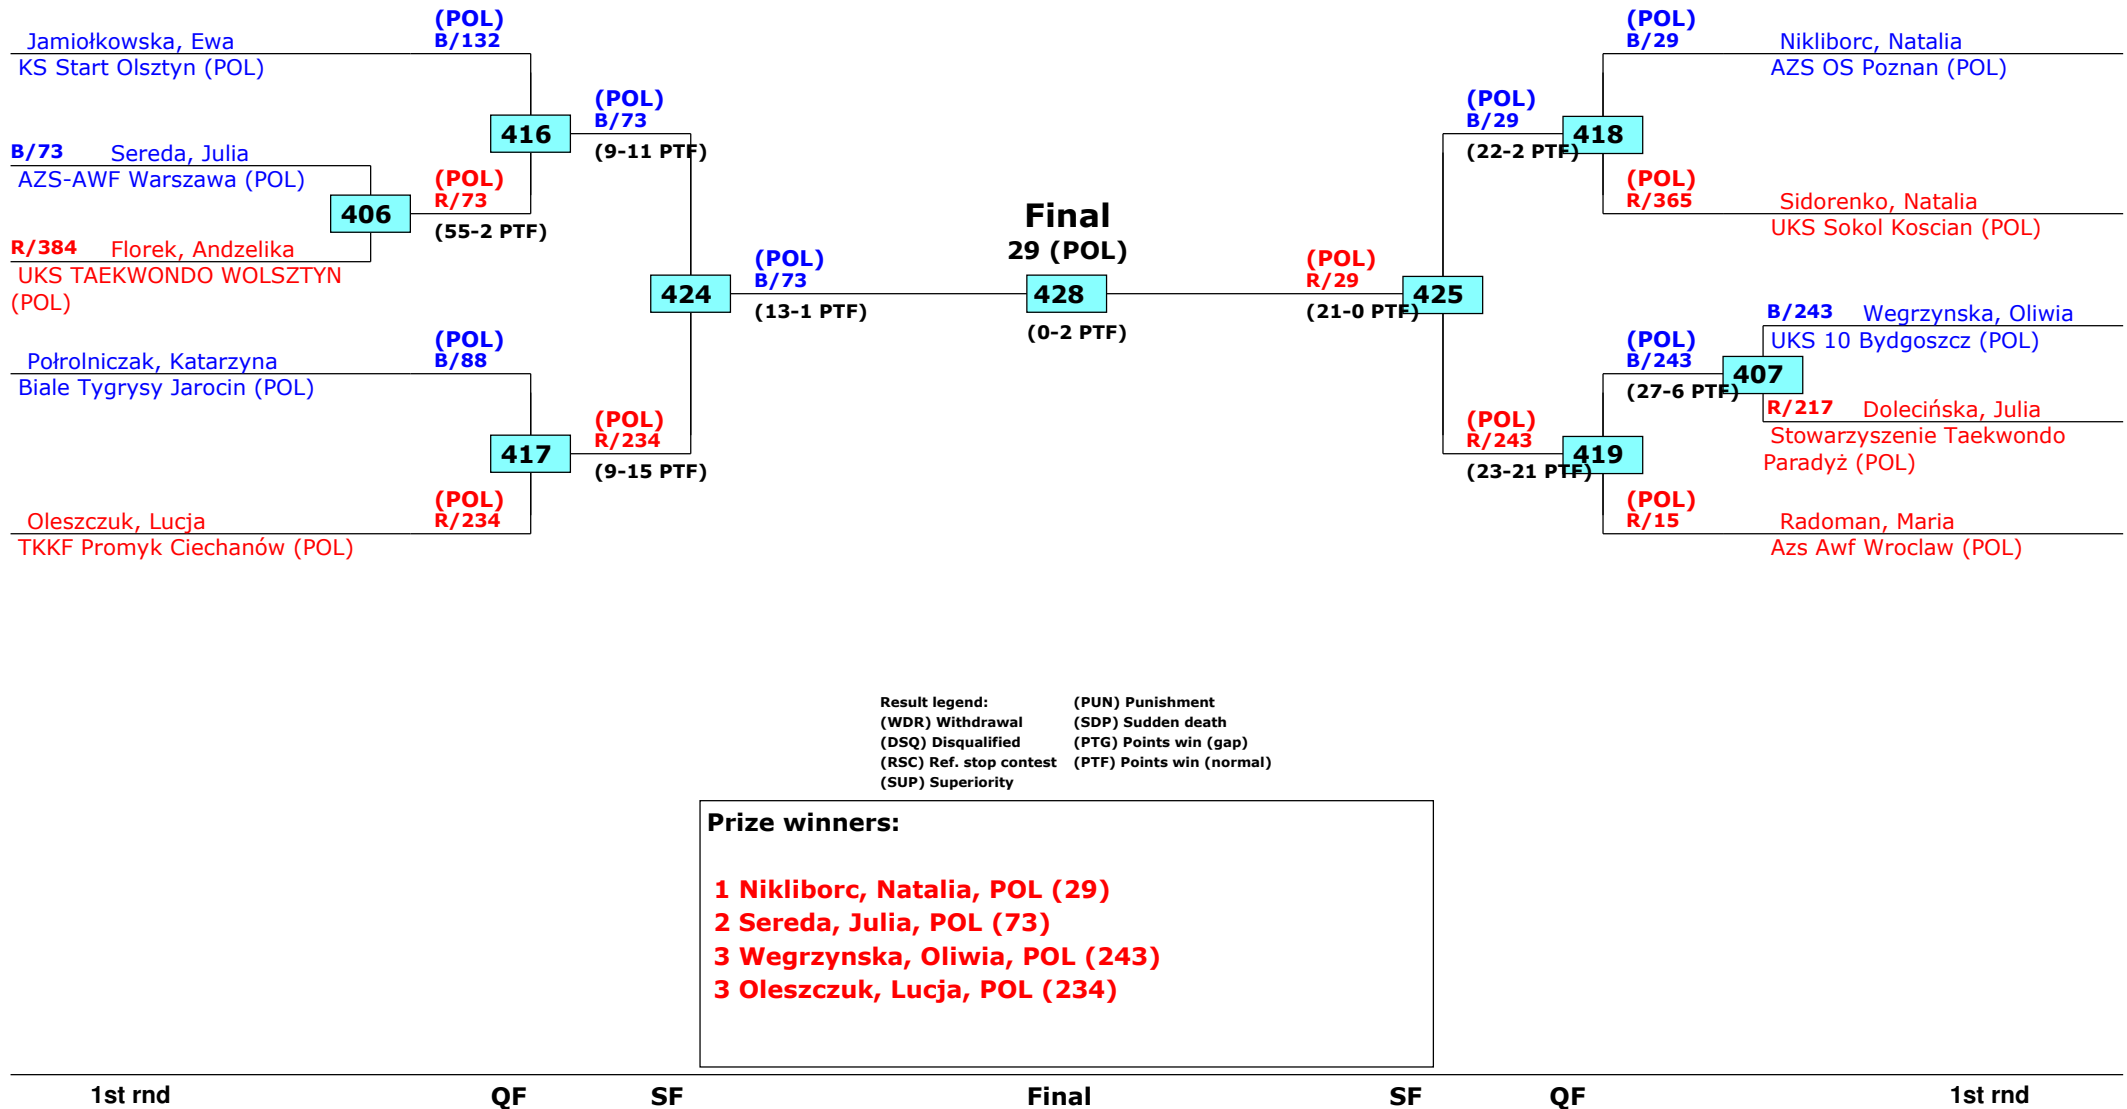 (POL)
B/132
Jamiołkowska, Ewa
KS Start Olsztyn (POL)
B/73 Sereda, Julia
AZS-AWF Warszawa (POL)
406
R/384 Florek, Andzelika
UKS TAEKWONDO WOLSZTYN
(POL)
(POL)
R/73
(55-2 PTF)
416
(POL)
B/73
(9-11 PTF)
(POL)
B/88
Połrolniczak, Katarzyna
Biale Tygrysy Jarocin (POL)
417
(POL)
R/234
(9-15 PTF)
(POL)
R/234
Oleszczuk, Lucja
TKKF Promyk Ciechanów (POL)
424
(POL)
B/73
(13-1 PTF)
Final
29 (POL)
428
(0-2 PTF)
(POL)
R/29
(21-0 PTF)
425
(POL)
B/29
(22-2 PTF)
418
(POL)
B/29
Nikliborc, Natalia
AZS OS Poznan (POL)
(POL)
R/365
Sidorenko, Natalia
UKS Sokol Koscian (POL)
B/243 Wegrzynska, Oliwia
UKS 10 Bydgoszcz (POL)
(POL)
B/243
(27-6 PTF)
407
R/217 Dolecińska, Julia
Stowarzyszenie Taekwondo
Paradyż (POL)
(POL)
R/243
(23-21 PTF)
419
(POL)
R/15
Radoman, Maria
Azs Awf Wroclaw (POL)
Result legend: (PUN) Punishment
(WDR) Withdrawal (SDP) Sudden death
(DSQ) Disqualified (PTG) Points win (gap)
(RSC) Ref. stop contest (PTF) Points win (normal)
(SUP) Superiority
Prize winners:
1 Nikliborc, Natalia, POL (29)
2 Sereda, Julia, POL (73)
3 Wegrzynska, Oliwia, POL (243)
3 Oleszczuk, Lucja, POL (234)
1st rnd QF SF Final SF QF 1st rnd